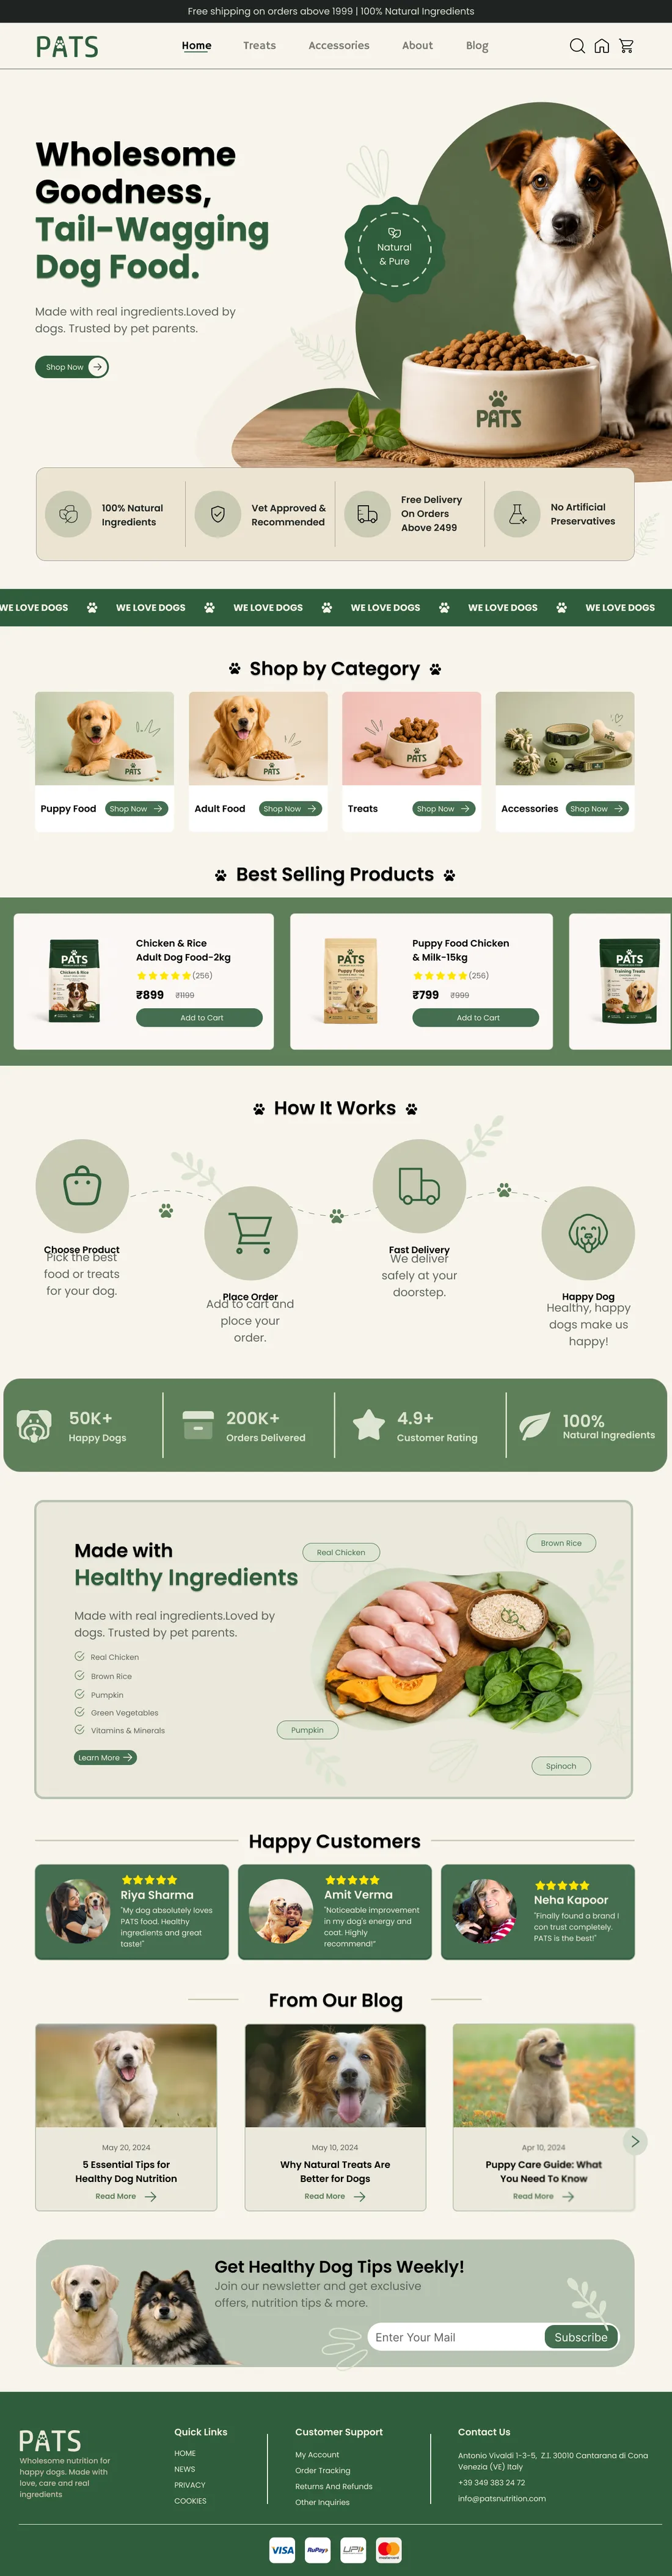 Free shipping on orders above 1999 | 100% Natural Ingredients
PATS
Home
Treats
Accessories
About
Blog
Wholesome
Goodness,
Tail-Wagging
Dog Food.
Made with real ingredients.Loved by
dogs. Trusted by pet parents.
Shop Now
Natural
& Pure
PATS
100% Natural
Ingredients
Vet Approved &
Recommended
Free Delivery
On Orders
Above 2499
No Artificial
Preservatives
WE LOVE DOGS WE LOVE DOGS WE LOVE DOGS WE LOVE DOGS WE LOVE DOGS WE LOVE DOGS
Shop by Category
PATS
PATS
PATS
Puppy Food
Shop Now
Adult Food
Shop Now
Treats
Shop Now
Accessories
Shop Now
Best Selling Products
PATS
Chicken & Rice
Chicken & Rice
Adult Dog Food-2kg
(256)
₹899 ₹1199
Add to Cart
PATS
Puppy Food
Puppy Food Chicken
& Milk-15kg
(256)
₹799 ₹999
Add to Cart
PATS
Training Treats
How It Works
Choose Product
Pick the best
food or treats
for your dog.
Place Order
Add to cart and
ploce your
order.
Fast Delivery
We deliver
safely at your
doorstep.
Happy Dog
Healthy, happy
dogs make us
happy!
50K+
Happy Dogs
200K+
Orders Delivered
4.9+
Customer Rating
100%
Natural Ingredients
Made with
Healthy Ingredients
Made with real ingredients.Loved by
dogs. Trusted by pet parents.
Real Chicken
Brown Rice
Pumpkin
Green Vegetables
Vitamins & Minerals
Learn More
Real Chicken
Brown Rice
Pumpkin
Spinoch
Happy Customers
Riya Sharma
"My dog absolutely loves
PATS food. Healthy
ingredients and great
taste!"
Amit Verma
"Noticeable improvement
in my dog's energy and
coat. Highly
recommend!"
Neha Kapoor
"Finally found a brand I
con trust completely.
PATS is the best!"
From Our Blog
May 20, 2024
5 Essential Tips for
Healthy Dog Nutrition
Read More
May 10, 2024
Why Natural Treats Are
Better for Dogs
Read More
Apr 10, 2024
Puppy Care Guide: What
You Need To Know
Read More
Get Healthy Dog Tips Weekly!
Join our newsletter and get exclusive
offers, nutrition tips & more.
Enter Your Mail
Subscribe
PATS
Wholesome nutrition for
happy dogs. Made with
love, care and real
ingredients
Quick Links
HOME
NEWS
PRIVACY
COOKIES
Customer Support
My Account
Order Tracking
Returns And Refunds
Other Inquiries
Contact Us
Antonio Vivaldi 1-3-5, Z.I. 30010 Cantarana di Cona
Venezia (VE) Italy
+39 349 383 24 72
info@patsnutrition.com
VISA
RuPay
UPI
mastercard